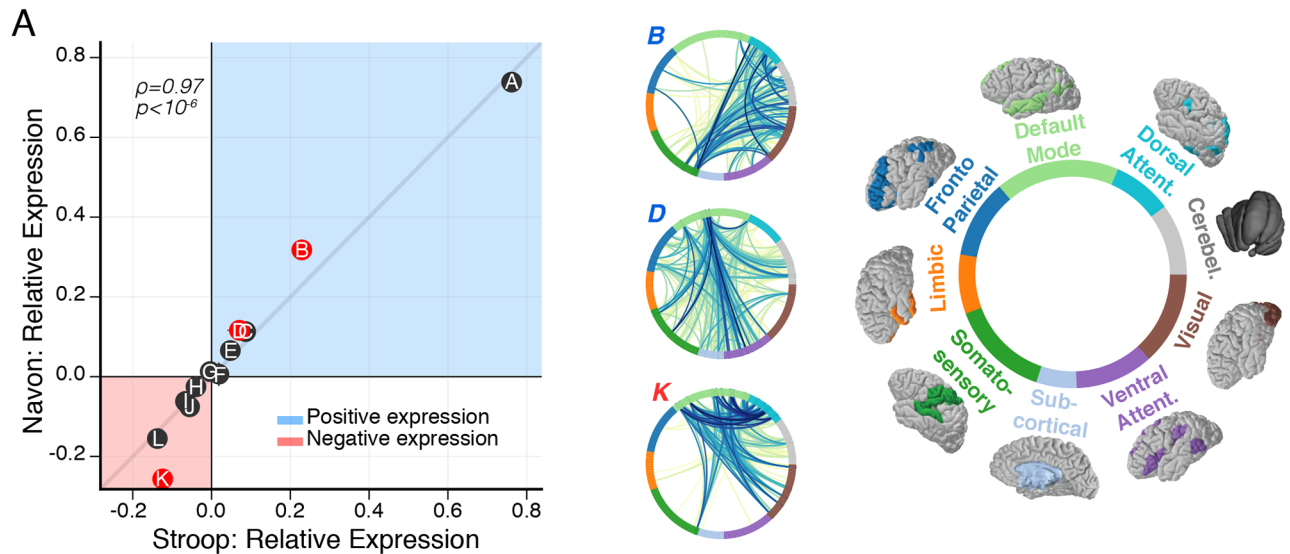 A
Navon: Relative Expression
0.8
0.6
0.4
0.2
0.0
-0.2
ρ=0.97
p<10⁻⁶
A
B
D
C
E
G
F
H
I
J
L
K
Positive expression
Negative expression
-0.2
0.0
0.2
0.4
0.6
0.8
Stroop: Relative Expression
B
D
K
Default
Mode
Dorsal
Attent.
Cerebel.
Visual
Ventral
Attent.
Sub-
cortical
Somato-
sensory
Limbic
Fronto
Parietal